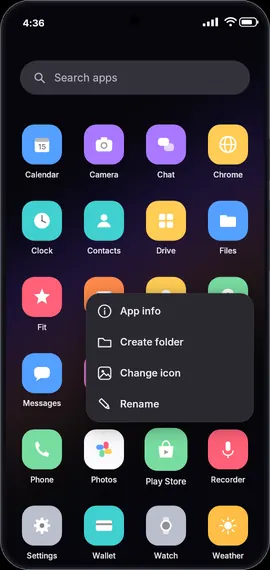 4:36
Search apps
15
Calendar
Camera
Chat
Chrome
Clock
Contacts
Drive
Files
Fit
App info
Create folder
Change icon
Rename
Messages
Phone
Photos
Play Store
Recorder
Settings
Wallet
Watch
Weather